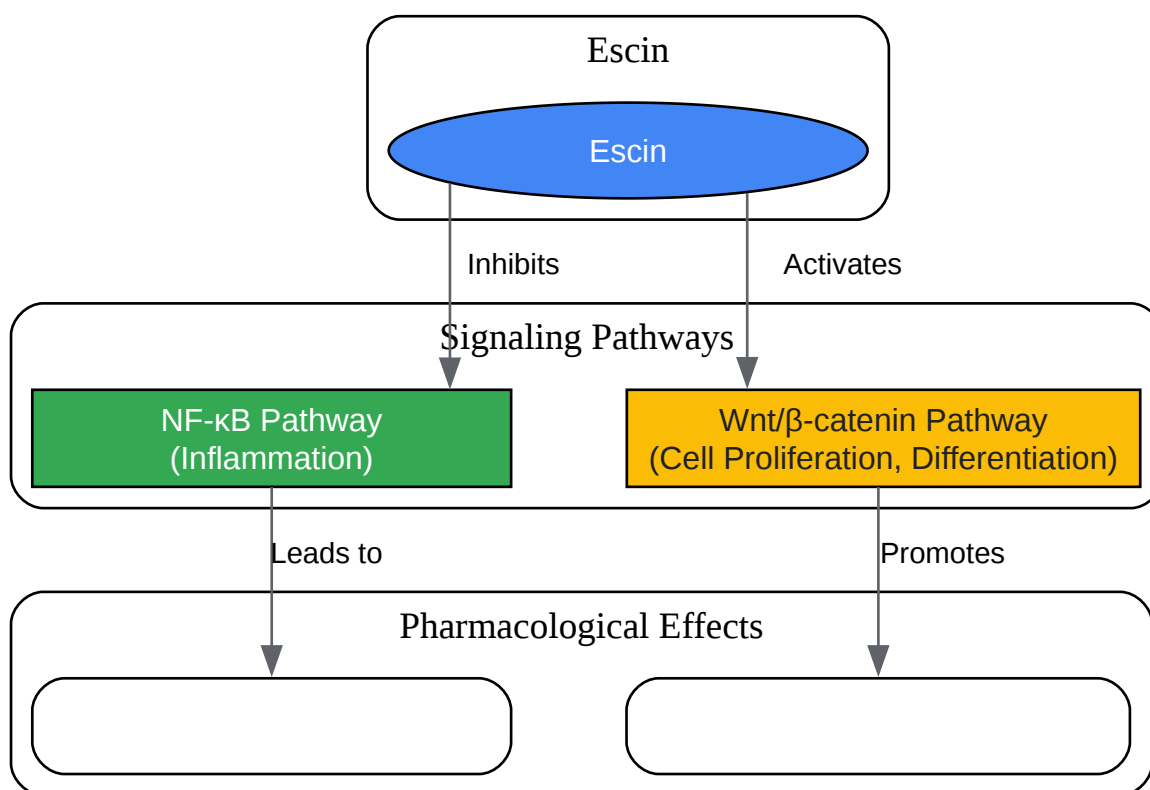 Escin
Escin
Inhibits
Activates
Signaling Pathways
NF-κB Pathway
(Inflammation)
Wnt/β-catenin Pathway
(Cell Proliferation, Differentiation)
Leads to
Promotes
Pharmacological Effects